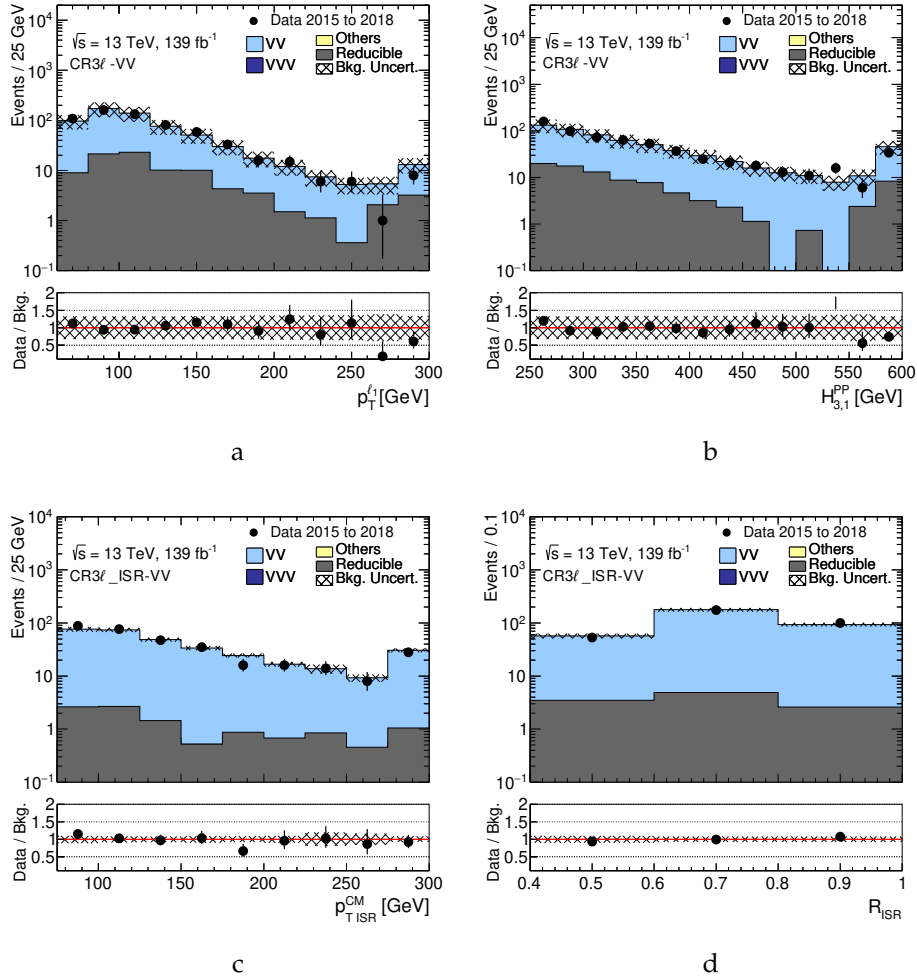 Events / 25 GeV
10⁴
10³
10²
10
1
10⁻¹
√s = 13 TeV, 139 fb⁻¹
CR3ℓ -VV
Data 2015 to 2018
VV
VVV
Others
Reducible
Bkg. Uncert.
Data / Bkg.
2
1.5
1
0.5
100 150 200 250 300
p_T^ℓ₁ [GeV]
a
Events / 25 GeV
10⁴
10³
10²
10
1
10⁻¹
√s = 13 TeV, 139 fb⁻¹
CR3ℓ -VV
Data 2015 to 2018
VV
VVV
Others
Reducible
Bkg. Uncert.
Data / Bkg.
2
1.5
1
0.5
250 300 350 400 450 500 550 600
H_3,1^PP [GeV]
b
Events / 25 GeV
10⁴
10³
10²
10
1
10⁻¹
√s = 13 TeV, 139 fb⁻¹
CR3ℓ_ISR-VV
Data 2015 to 2018
VV
VVV
Others
Reducible
Bkg. Uncert.
Data / Bkg.
2
1.5
1
0.5
100 150 200 250 300
p_T ISR^CM [GeV]
c
Events / 0.1
10⁴
10³
10²
10
1
10⁻¹
√s = 13 TeV, 139 fb⁻¹
CR3ℓ_ISR-VV
Data 2015 to 2018
VV
VVV
Others
Reducible
Bkg. Uncert.
Data / Bkg.
2
1.5
1
0.5
0.4 0.5 0.6 0.7 0.8 0.9 1
R_ISR
d